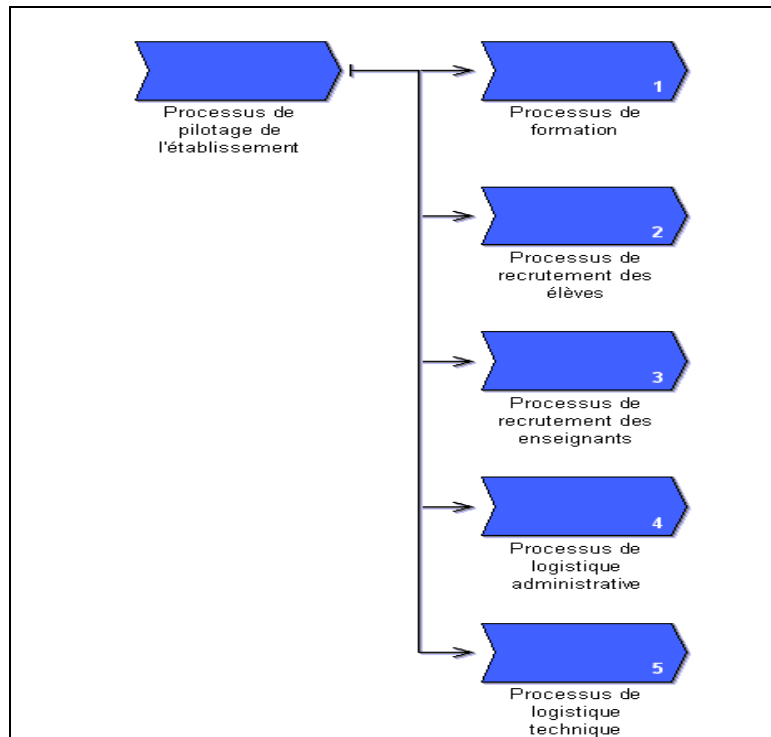 Processus de
pilotage de
l'établissement
1
Processus de
formation
2
Processus de
recrutement des
élèves
3
Processus de
recrutement des
enseignants
4
Processus de
logistique
administrative
5
Processus de
logistique
technique